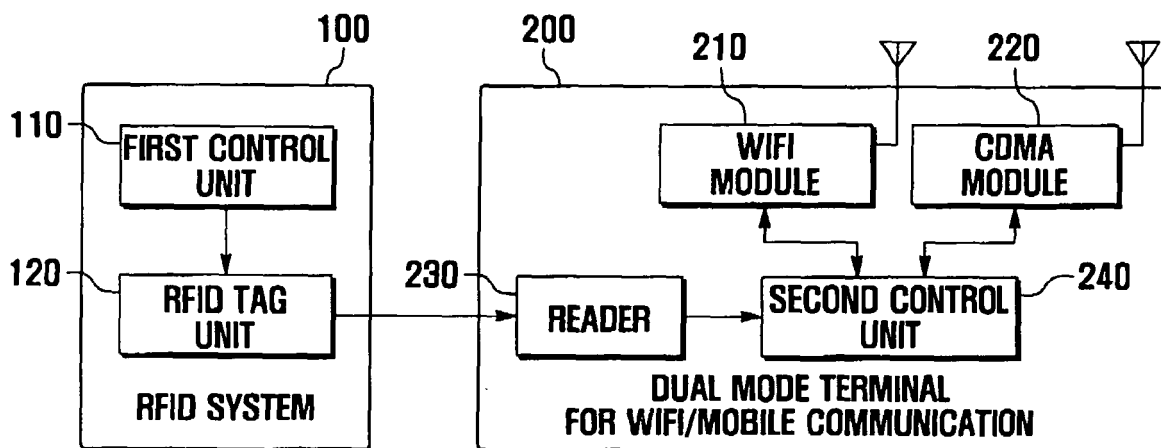 100
200
210
220
110
FIRST CONTROL
UNIT
WIFI
MODULE
CDMA
MODULE
120
RFID TAG
UNIT
230
READER
SECOND CONTROL
UNIT
240
RFID SYSTEM
DUAL MODE TERMINAL
FOR WIFI/MOBILE COMMUNICATION